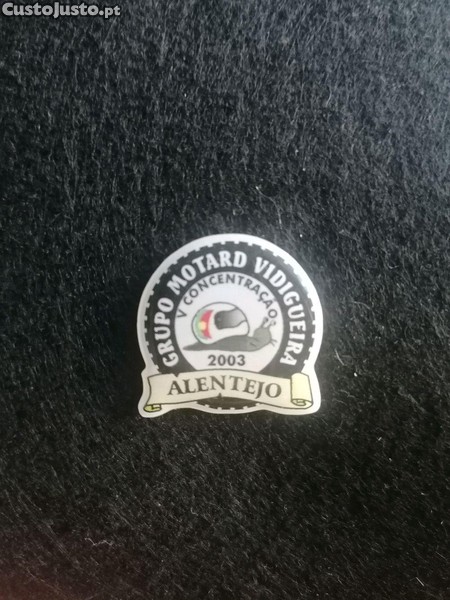 CustoJusto.pt
GRUPO MOTARD VIDIGUEIRA
V CONCENTRAÇÃO
2003
ALENTEJO